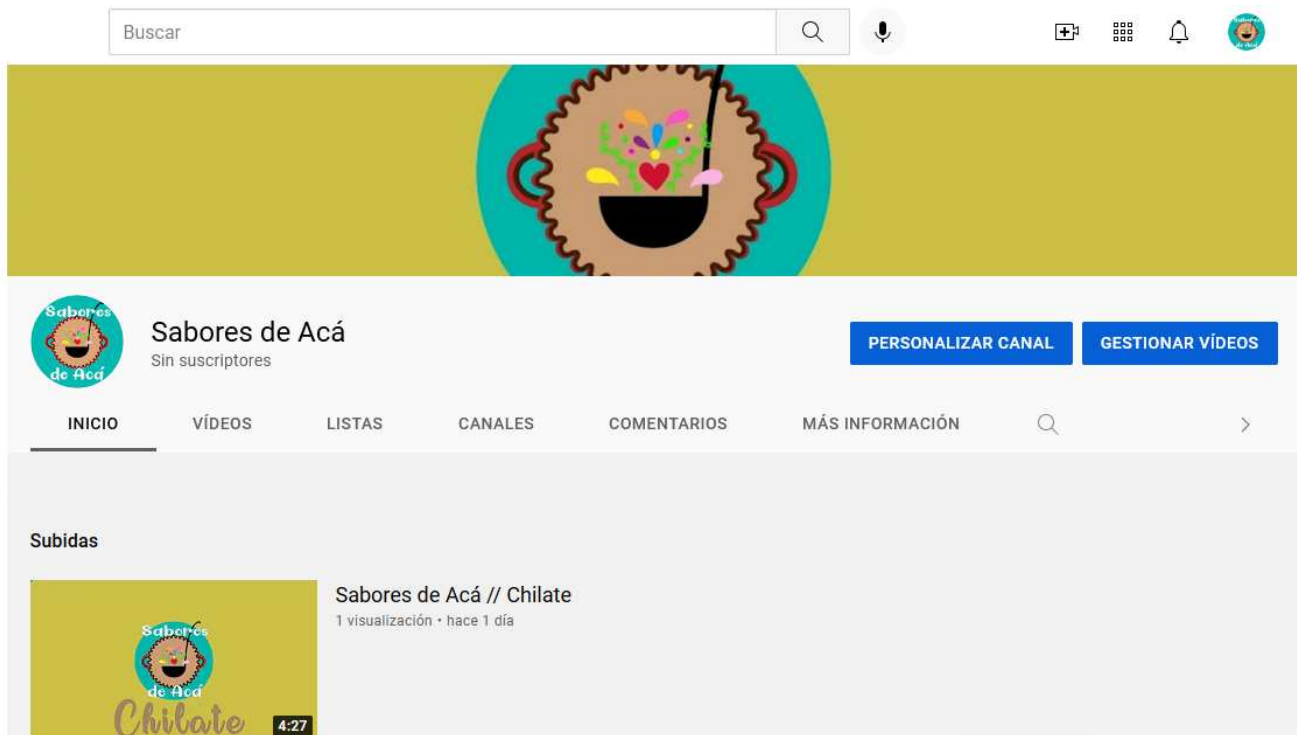 Buscar
Sabores
de Acá
Sabores de Acá
Sin suscriptores
PERSONALIZAR CANAL
GESTIONAR VÍDEOS
INICIO
VÍDEOS
LISTAS
CANALES
COMENTARIOS
MÁS INFORMACIÓN
Subidas
Sabores
de Acá
Chilate
4:27
Sabores de Acá // Chilate
1 visualización • hace 1 día